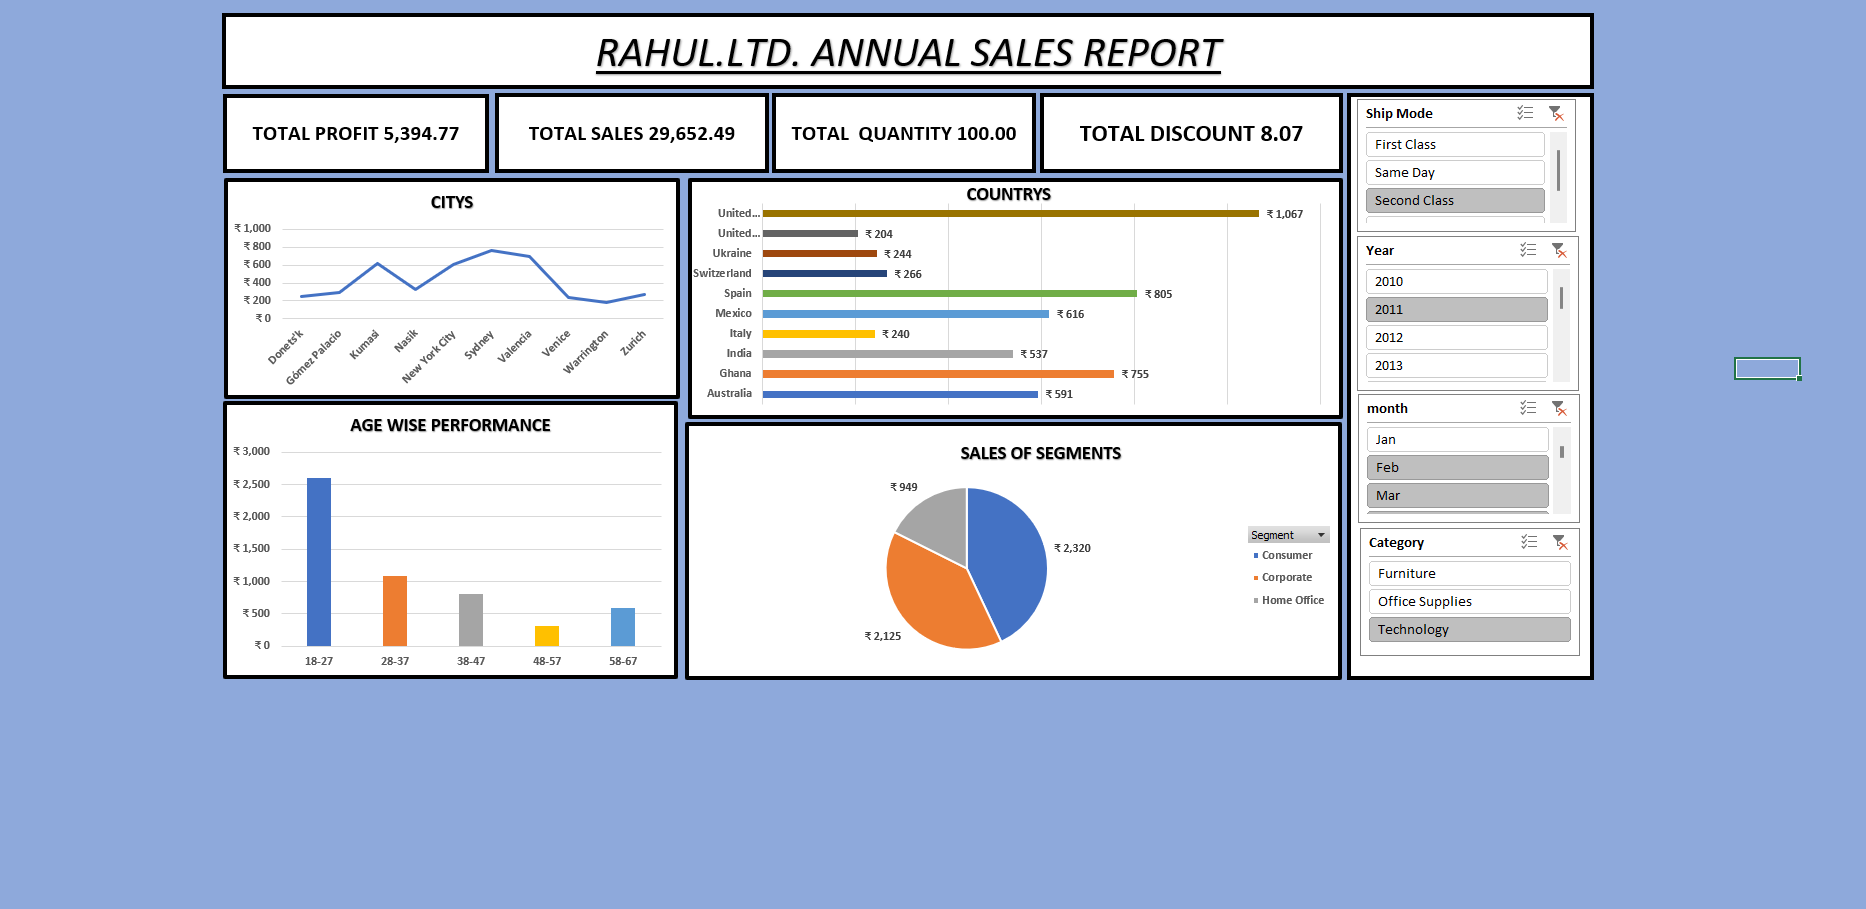 RAHUL.LTD. ANNUAL SALES REPORT
TOTAL PROFIT 5,394.77
TOTAL SALES 29,652.49
TOTAL  QUANTITY 100.00
TOTAL DISCOUNT 8.07
CITYS
₹ 1,000
₹ 800
₹ 600
₹ 400
₹ 200
₹ 0
Donets'k
Gómez Palacio
Kumasi
Nasik
New York City
Sydney
Valencia
Venice
Warrington
Zurich
COUNTRYS
United... ₹ 1,067
United... ₹ 204
Ukraine ₹ 244
Switzerland ₹ 266
Spain ₹ 805
Mexico ₹ 616
Italy ₹ 240
India ₹ 537
Ghana ₹ 755
Australia ₹ 591
AGE WISE PERFORMANCE
₹ 3,000
₹ 2,500
₹ 2,000
₹ 1,500
₹ 1,000
₹ 500
₹ 0
18-27 28-37 38-47 48-57 58-67
SALES OF SEGMENTS
₹ 949
₹ 2,320
₹ 2,125
Segment
Consumer
Corporate
Home Office
Ship Mode
First Class
Same Day
Second Class
Year
2010
2011
2012
2013
month
Jan
Feb
Mar
Category
Furniture
Office Supplies
Technology